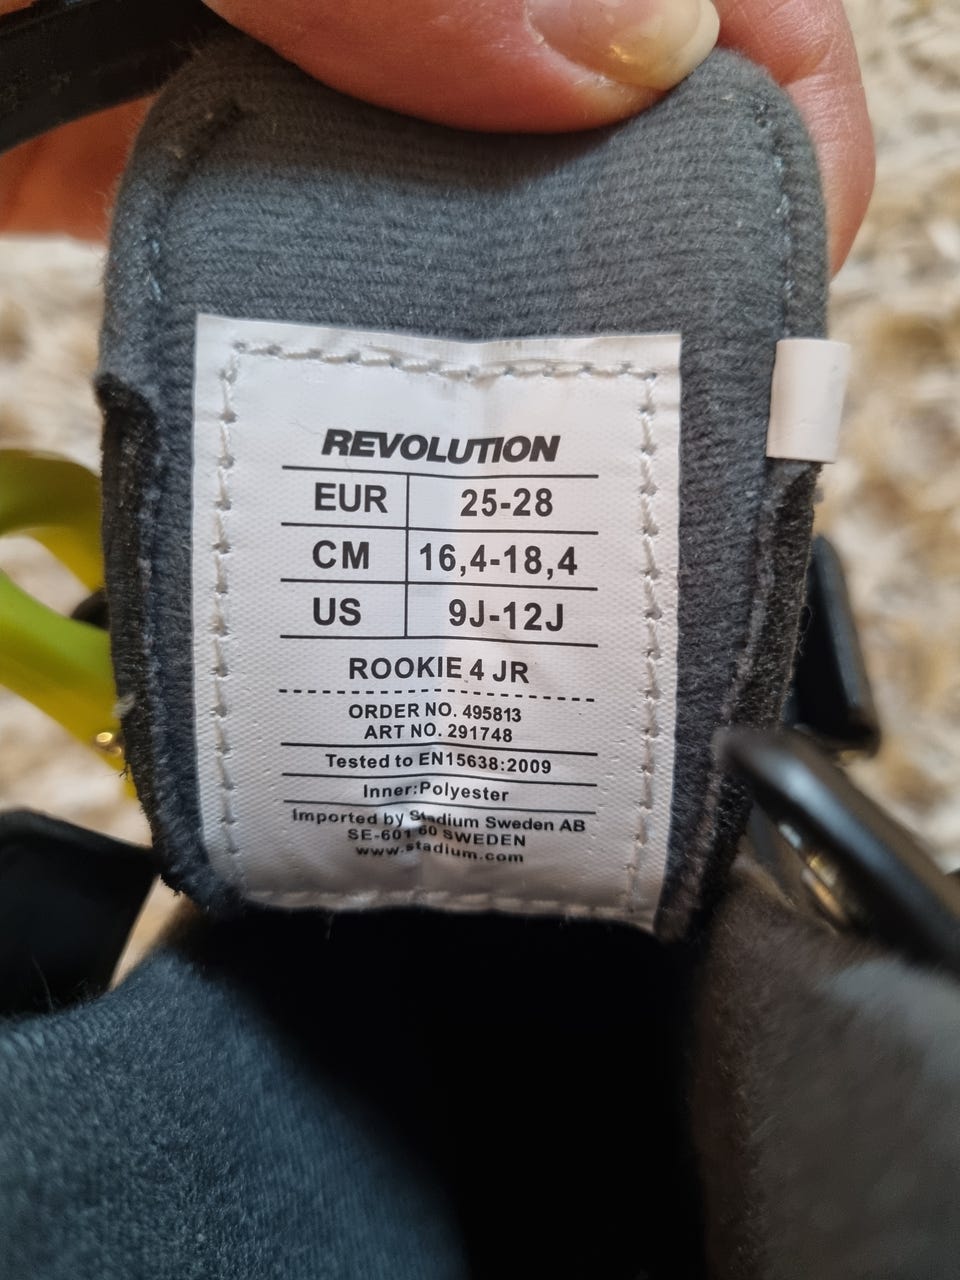 REVOLUTION
EUR 25-28
CM 16,4-18,4
US 9J-12J
ROOKIE 4 JR
ORDER NO. 495813
ART NO. 291748
Tested to EN15638:2009
Inner:Polyester
Imported by Stadium Sweden AB
SE-601 60 SWEDEN
www.stadium.com